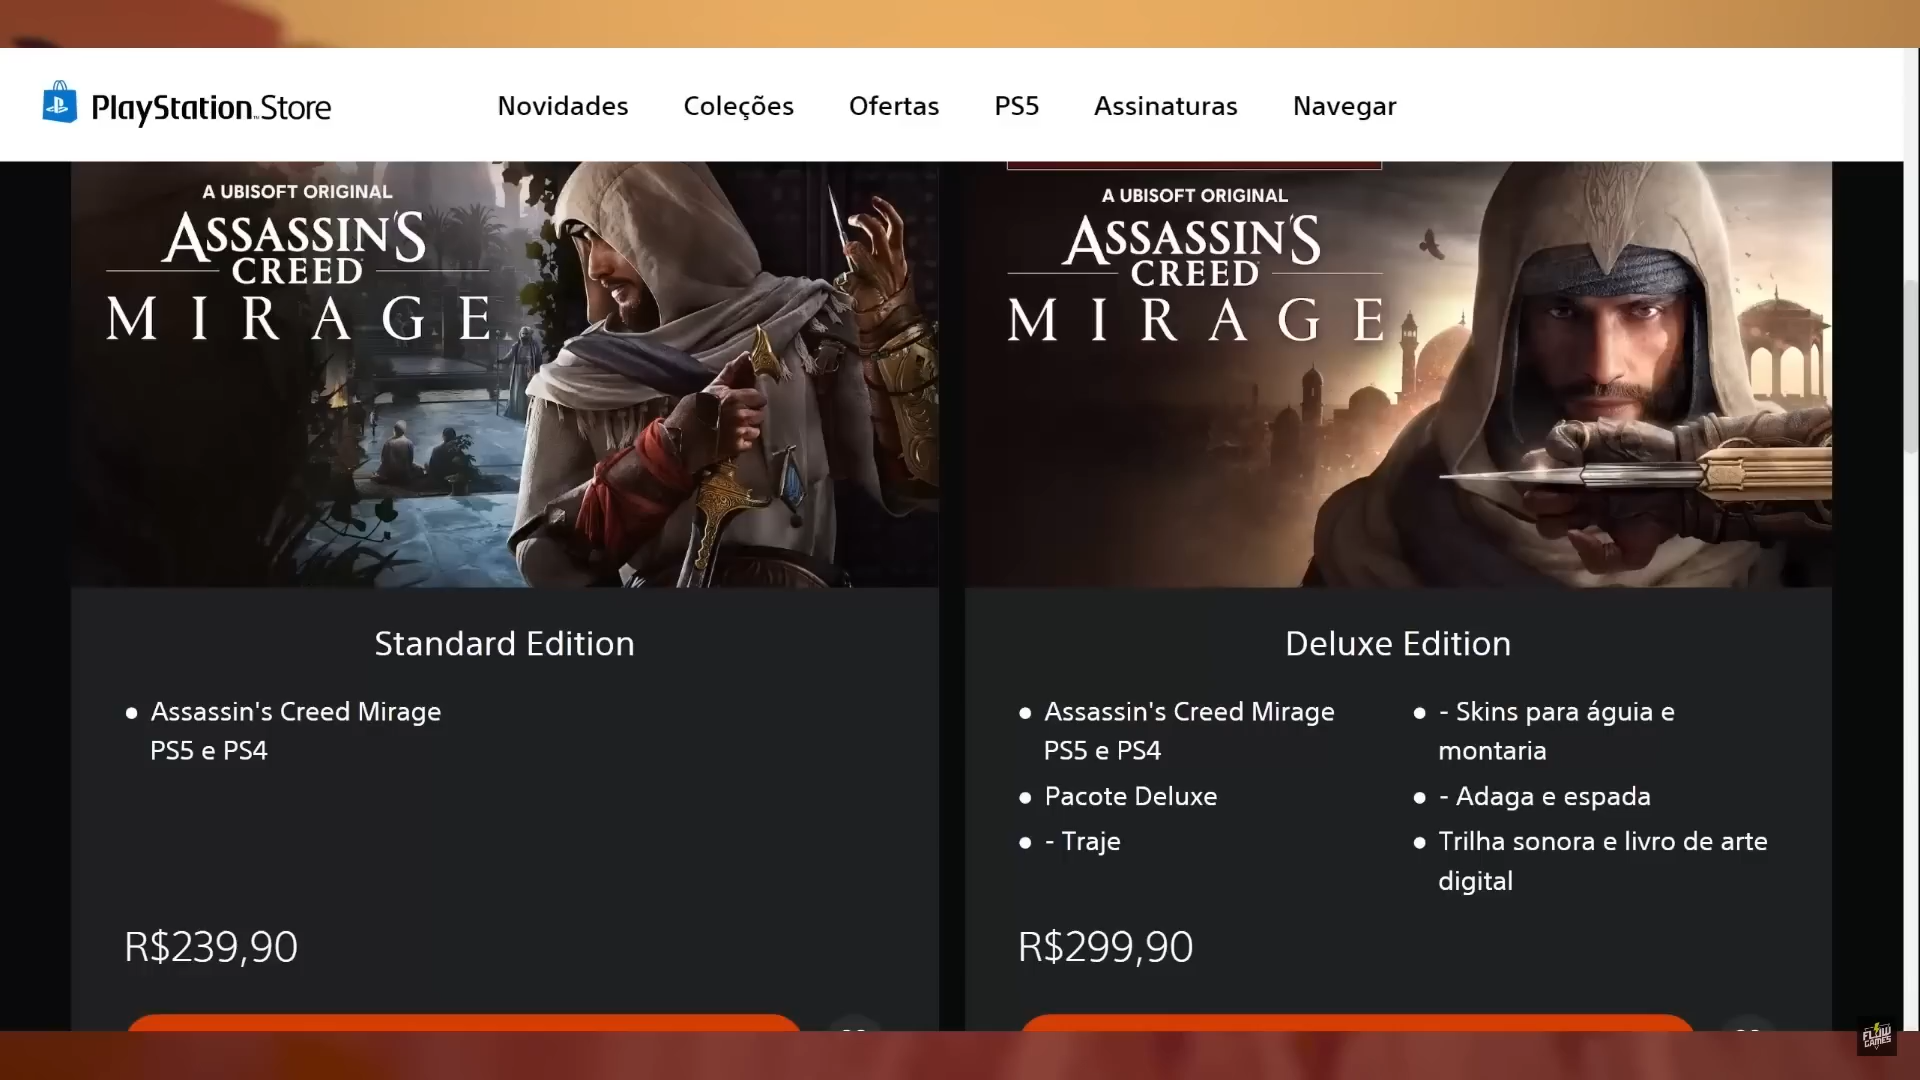 PlayStation Store
Novidades
Coleções
Ofertas
PS5
Assinaturas
Navegar
A UBISOFT ORIGINAL
ASSASSIN'S
CREED
MIRAGE
Standard Edition
● Assassin's Creed Mirage
PS5 e PS4
R$239,90
A UBISOFT ORIGINAL
ASSASSIN'S
CREED
MIRAGE
Deluxe Edition
● Assassin's Creed Mirage
PS5 e PS4
● Pacote Deluxe
● - Traje
● - Skins para águia e
montaria
● - Adaga e espada
● Trilha sonora e livro de arte
digital
R$299,90
FLOW
GAMES